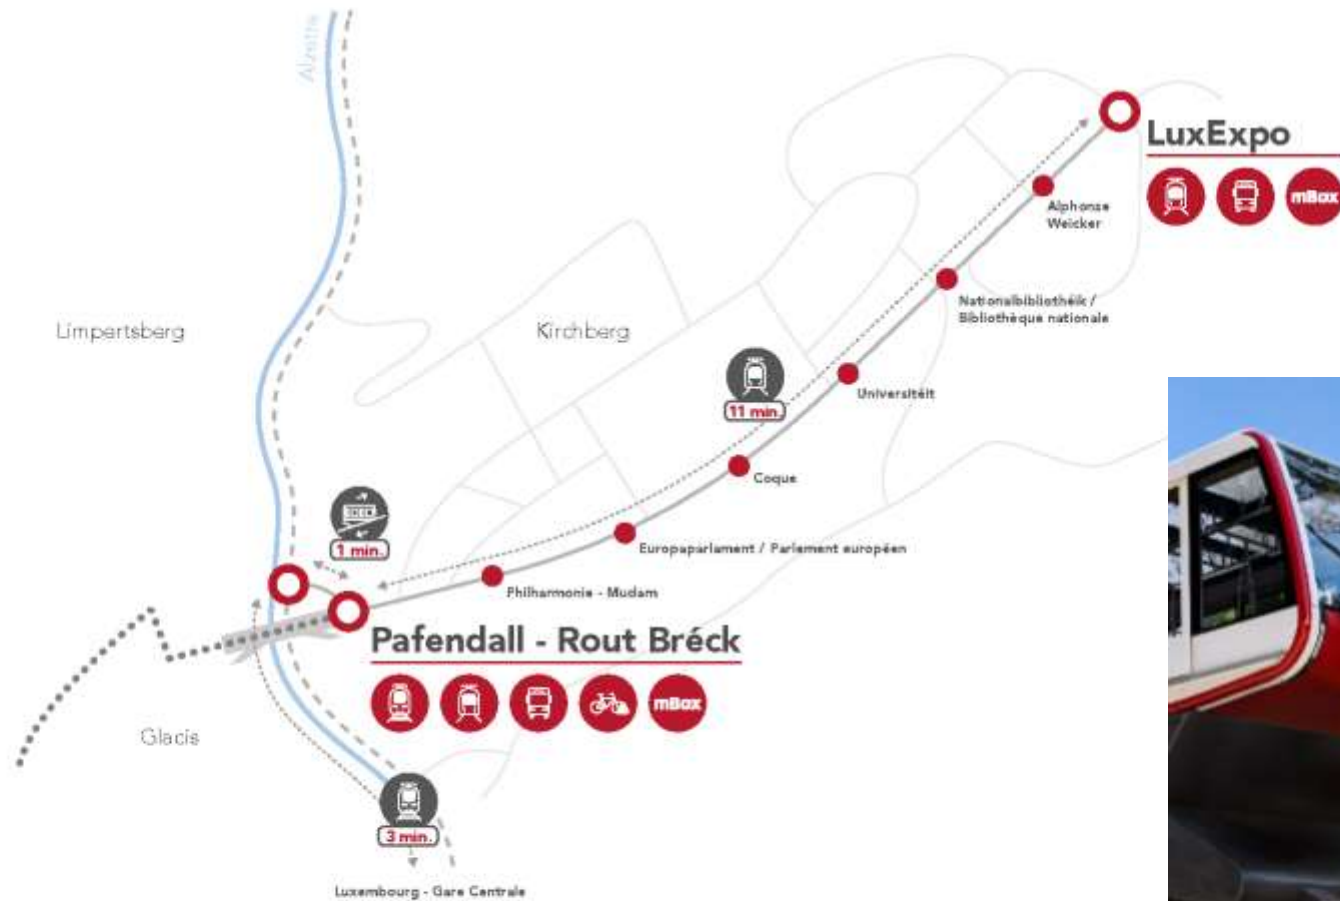 Alzette
LuxExpo
mBox
Alphonse
Weicker
Nationalbibliothéik /
Bibliothèque nationale
Limpertsberg
Kirchberg
11 min.
Universitéit
Coque
1 min.
Europaparlament / Parlement européen
Philharmonie - Mudam
Pafendall - Rout Bréck
mBox
Glacis
3 min.
Luxembourg - Gare Centrale